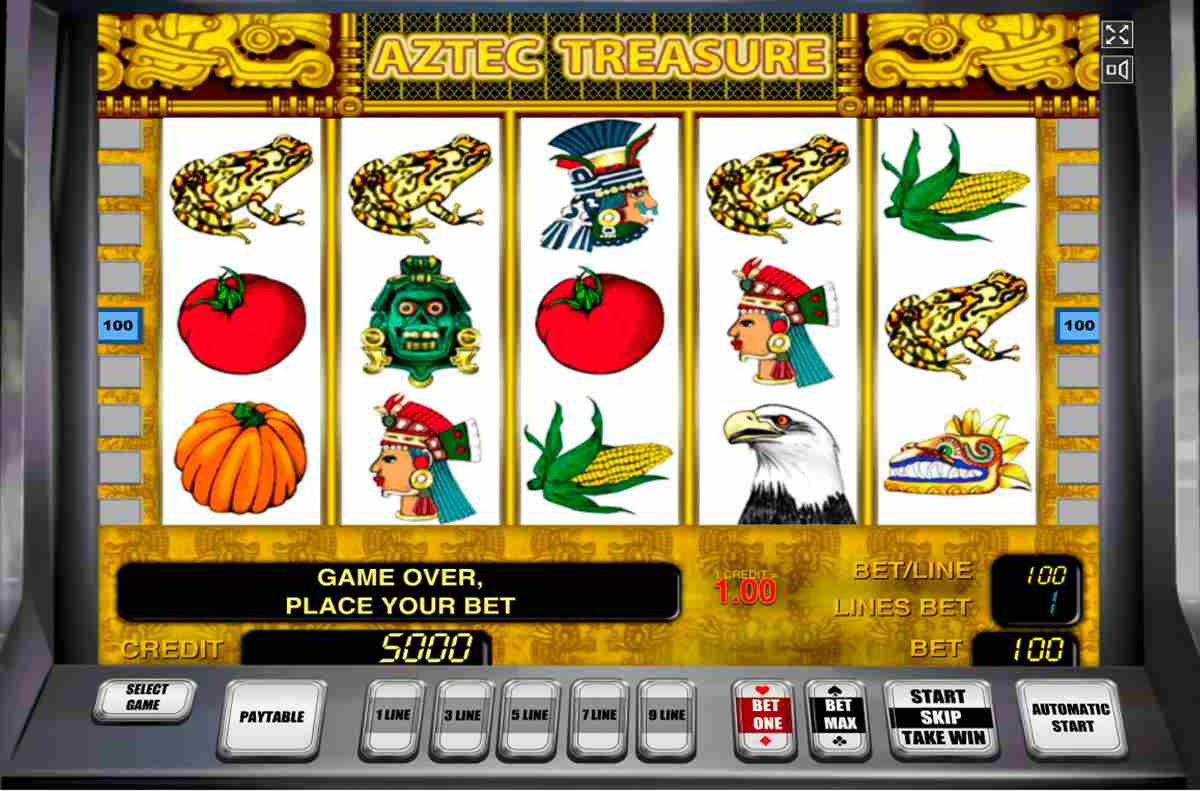 AZTEC TREASURE
100
100
GAME OVER,
PLACE YOUR BET
1 CREDIT =
1.00
BET/LINE
100
LINES BET
1
CREDIT
5000
BET
100
SELECT
GAME
PAYTABLE
1 LINE
3 LINE
5 LINE
7 LINE
9 LINE
BET
ONE
BET
MAX
START
SKIP
TAKE WIN
AUTOMATIC
START